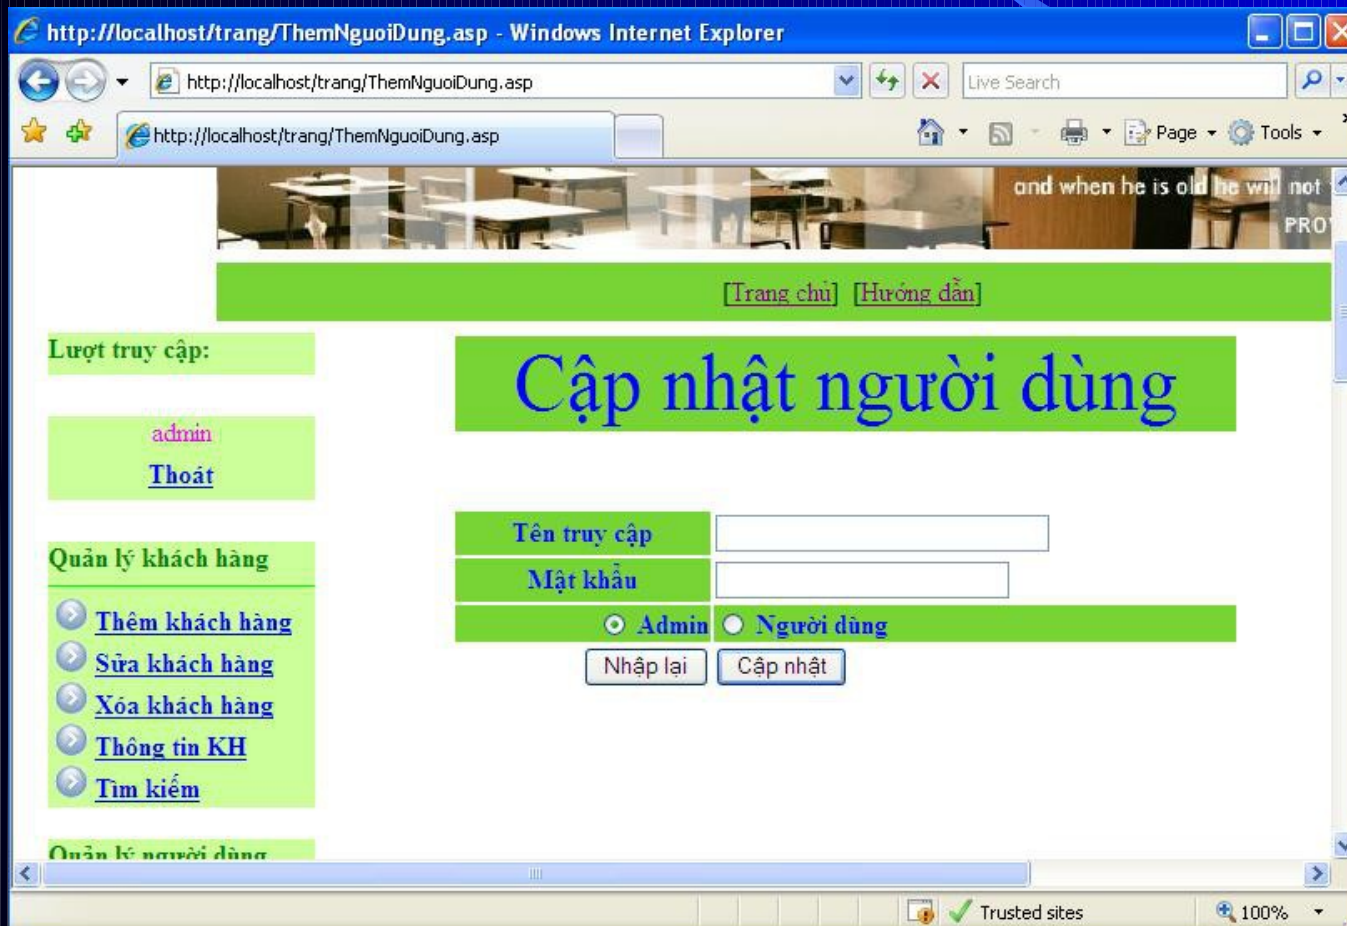 http://localhost/trang/ThemNguoiDung.asp - Windows Internet Explorer
http://localhost/trang/ThemNguoiDung.asp
Live Search
http://localhost/trang/ThemNguoiDung.asp
Page
Tools
and when he is old he will not
PRO
[Trang chủ] [Hướng dẫn]
Lượt truy cập:
Cập nhật người dùng
admin
Thoát
Tên truy cập
Quản lý khách hàng
Mật khẩu
Thêm khách hàng
Admin
Người dùng
Sửa khách hàng
Nhập lại
Cập nhật
Xóa khách hàng
Thông tin KH
Tìm kiếm
Quản lý người dùng
Trusted sites
100%